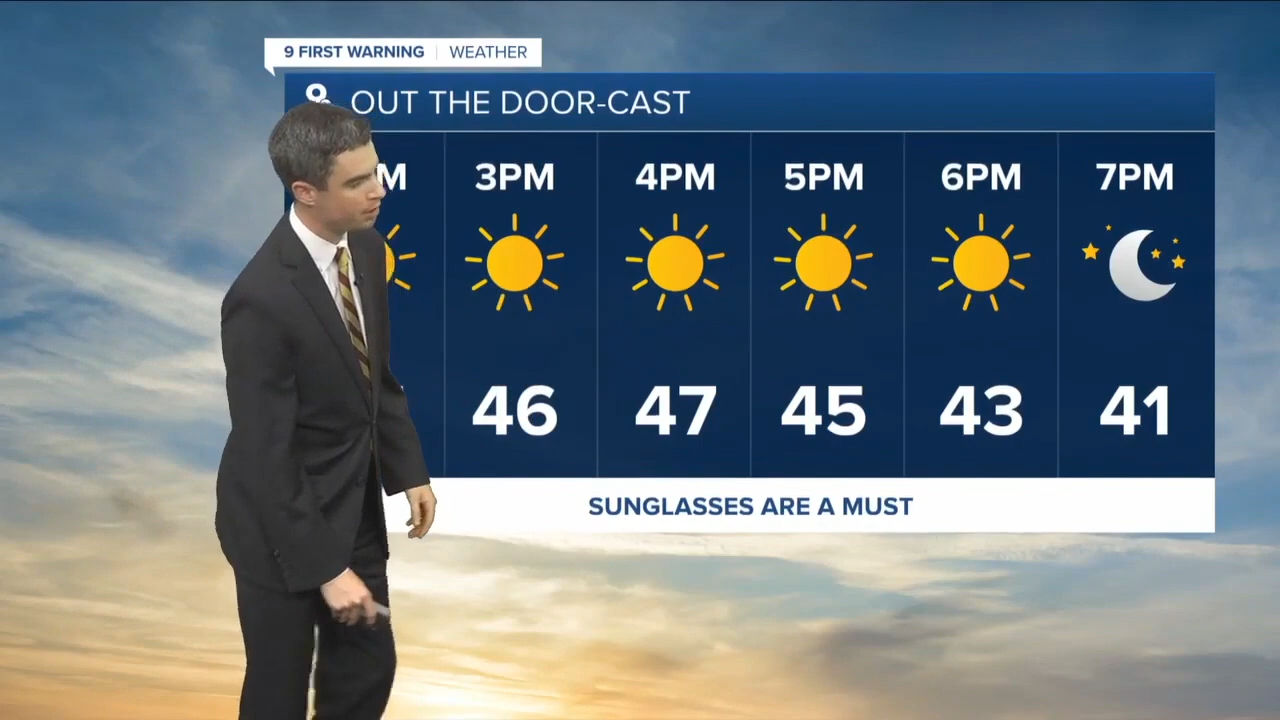 9 FIRST WARNING | WEATHER
OUT THE DOOR-CAST
M 3PM 4PM 5PM 6PM 7PM
46 47 45 43 41
SUNGLASSES ARE A MUST